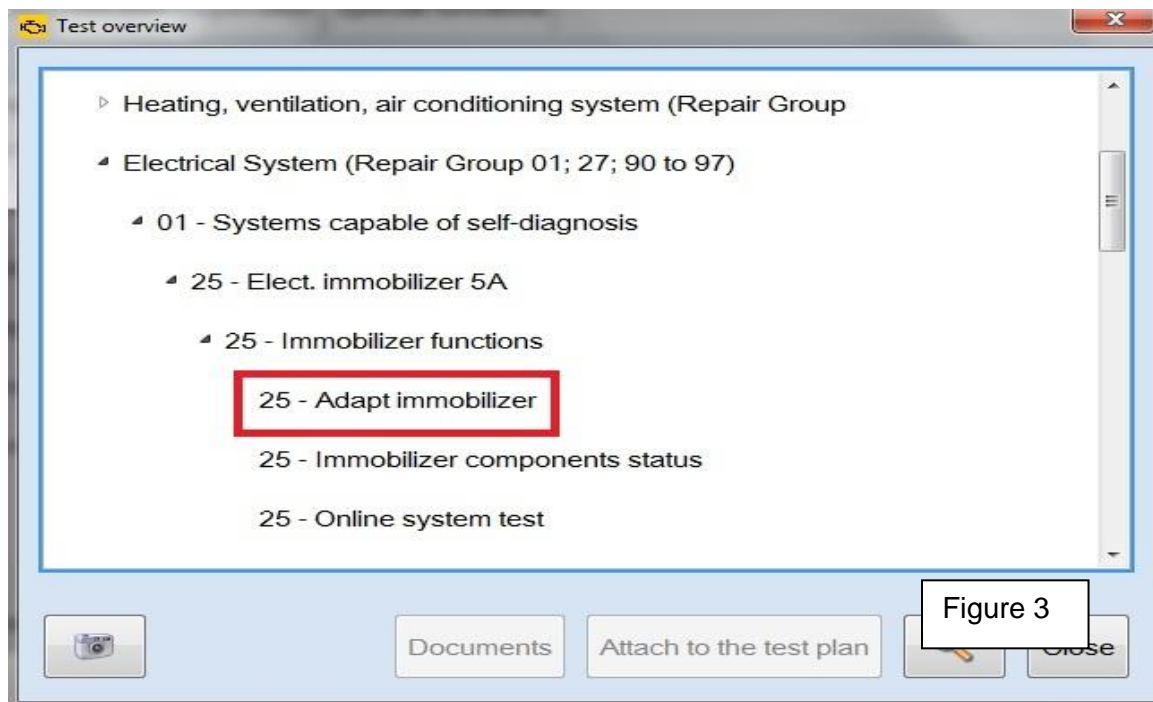 Test overview
Heating, ventilation, air conditioning system (Repair Group
Electrical System (Repair Group 01; 27; 90 to 97)
01 - Systems capable of self-diagnosis
25 - Elect. immobilizer 5A
25 - Immobilizer functions
25 - Adapt immobilizer
25 - Immobilizer components status
25 - Online system test
Figure 3
Documents
Attach to the test plan
Close